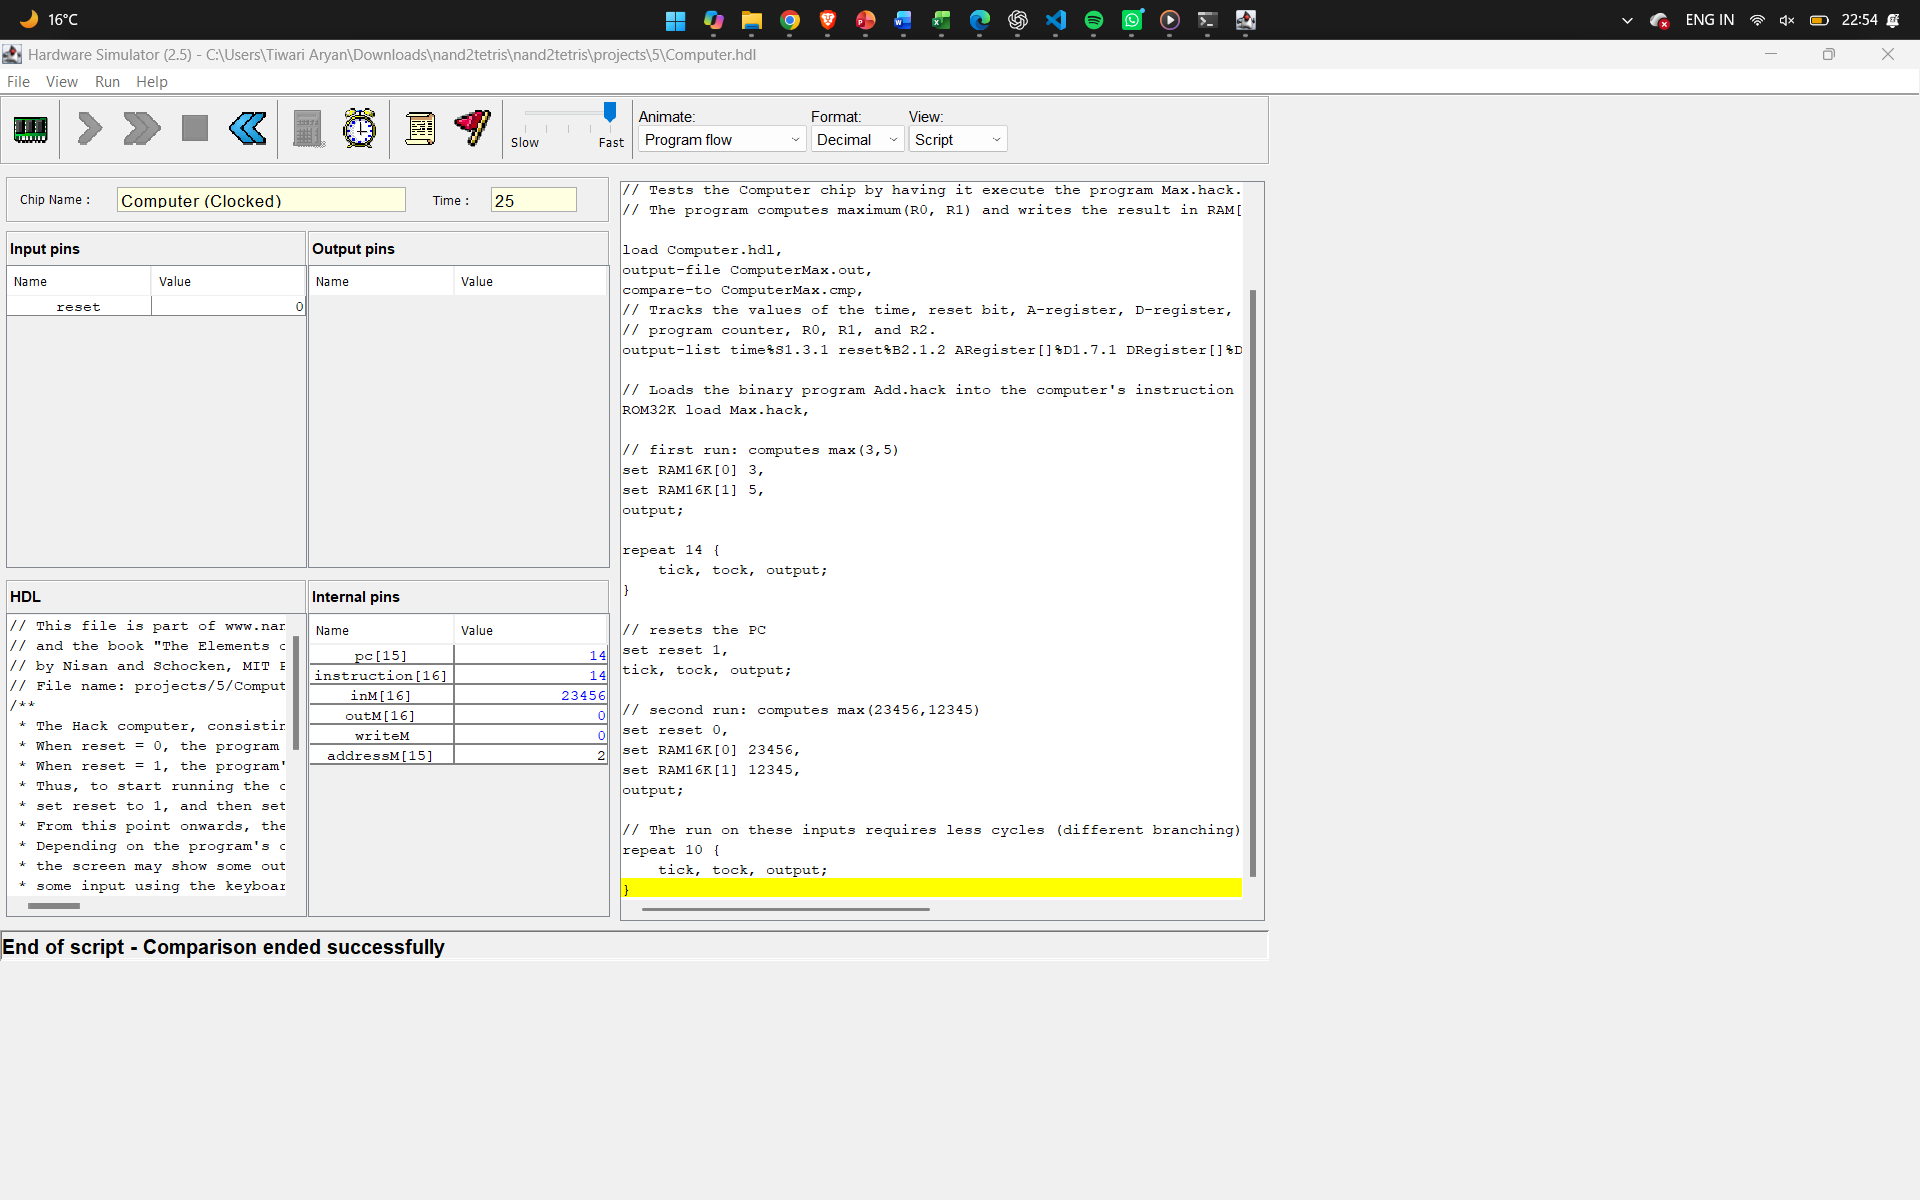 16°C
ENG IN
22:54
Hardware Simulator (2.5) - C:\Users\Tiwari Aryan\Downloads\nand2tetris\nand2tetris\projects\5\Computer.hdl
File View Run Help
Slow Fast
Animate: Format: View:
Program flow Decimal Script
Chip Name : Computer (Clocked) Time : 25
Input pins
Name Value
reset 0
Output pins
Name Value
HDL
// This file is part of www.nan
// and the book "The Elements o
// by Nisan and Schocken, MIT P
// File name: projects/5/Comput
/**
* The Hack computer, consistin
* When reset = 0, the program
* When reset = 1, the program'
* Thus, to start running the c
* set reset to 1, and then set
* From this point onwards, the
* Depending on the program's c
* the screen may show some out
* some input using the keyboar
Internal pins
Name Value
pc[15] 14
instruction[16] 14
inM[16] 23456
outM[16] 0
writeM 0
addressM[15] 2
// Tests the Computer chip by having it execute the program Max.hack.
// The program computes maximum(R0, R1) and writes the result in RAM[
load Computer.hdl,
output-file ComputerMax.out,
compare-to ComputerMax.cmp,
// Tracks the values of the time, reset bit, A-register, D-register,
// program counter, R0, R1, and R2.
output-list time%S1.3.1 reset%B2.1.2 ARegister[]%D1.7.1 DRegister[]%D
// Loads the binary program Add.hack into the computer's instruction
ROM32K load Max.hack,
// first run: computes max(3,5)
set RAM16K[0] 3,
set RAM16K[1] 5,
output;
repeat 14 {
tick, tock, output;
}
// resets the PC
set reset 1,
tick, tock, output;
// second run: computes max(23456,12345)
set reset 0,
set RAM16K[0] 23456,
set RAM16K[1] 12345,
output;
// The run on these inputs requires less cycles (different branching)
repeat 10 {
tick, tock, output;
}
End of script - Comparison ended successfully